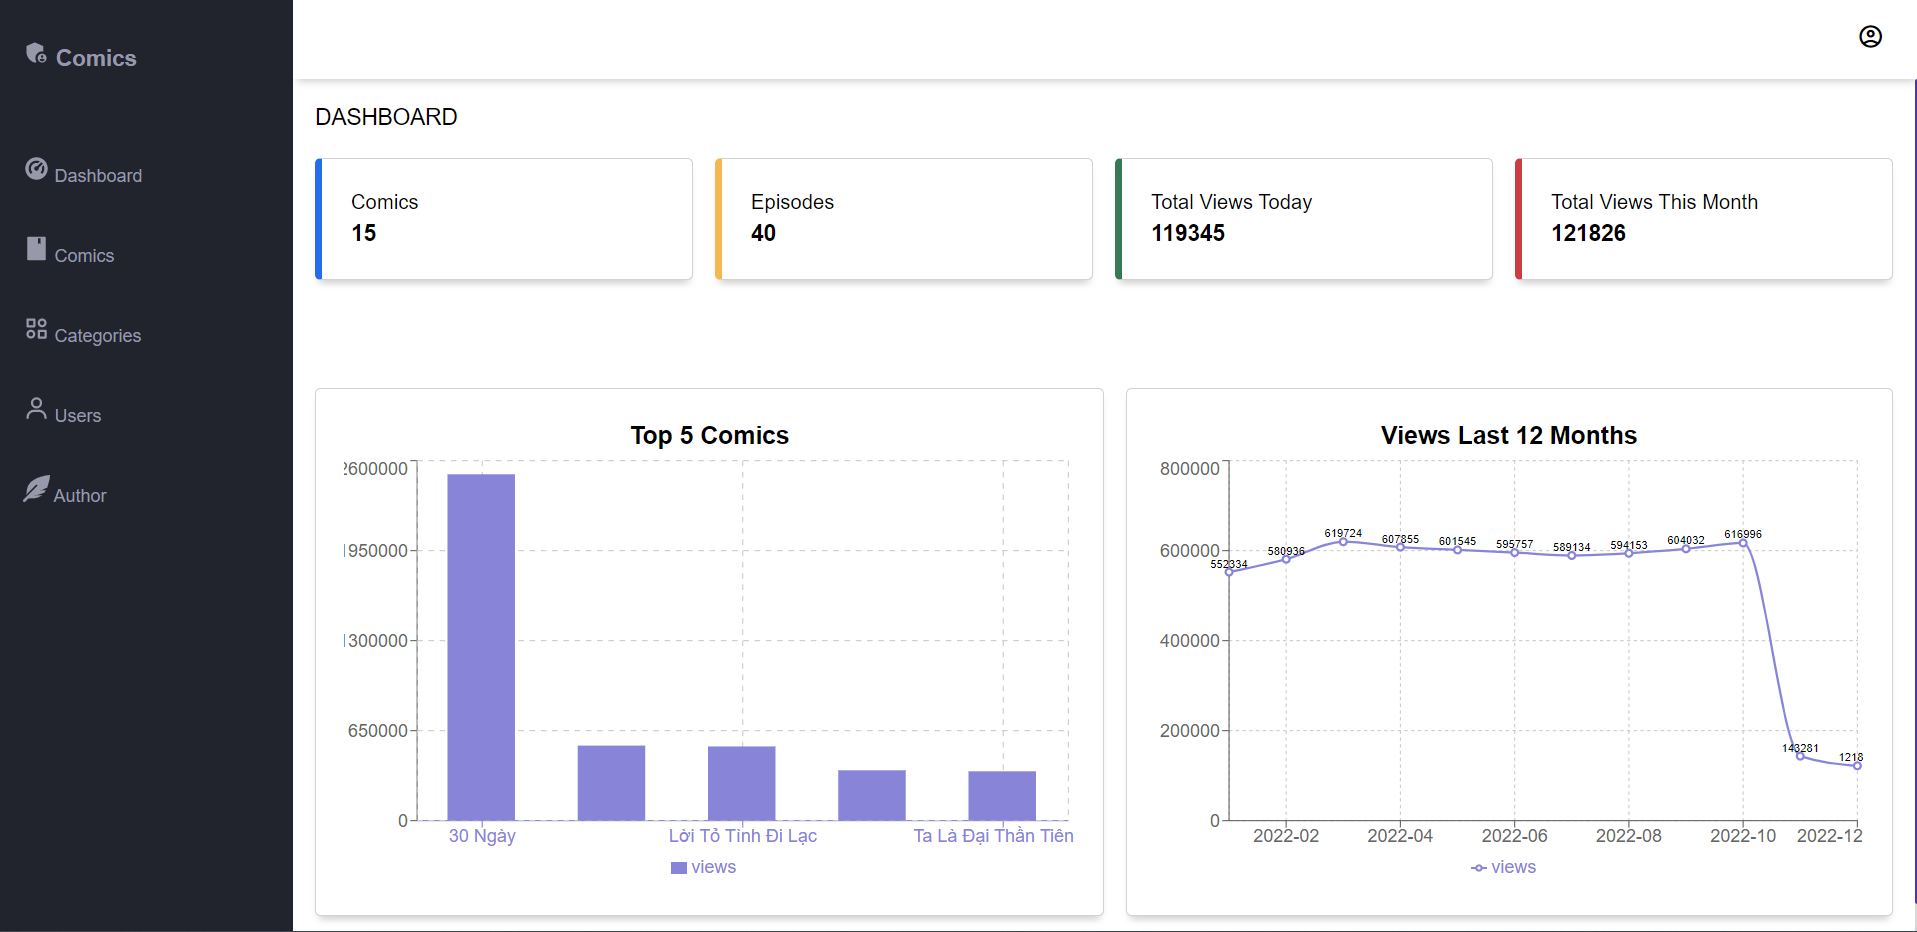 Comics
Dashboard
Comics
Categories
Users
Author
DASHBOARD
Comics
15
Episodes
40
Total Views Today
119345
Total Views This Month
121826
Top 5 Comics
2600000
1950000
1300000
650000
0
30 Ngày
Lời Tỏ Tình Đi Lạc
Ta Là Đại Thần Tiên
views
Views Last 12 Months
800000
600000
400000
200000
0
552334
580936
619724
607855
601545
595757
589134
594153
604032
616996
143281
1218
2022-02
2022-04
2022-06
2022-08
2022-10
2022-12
views